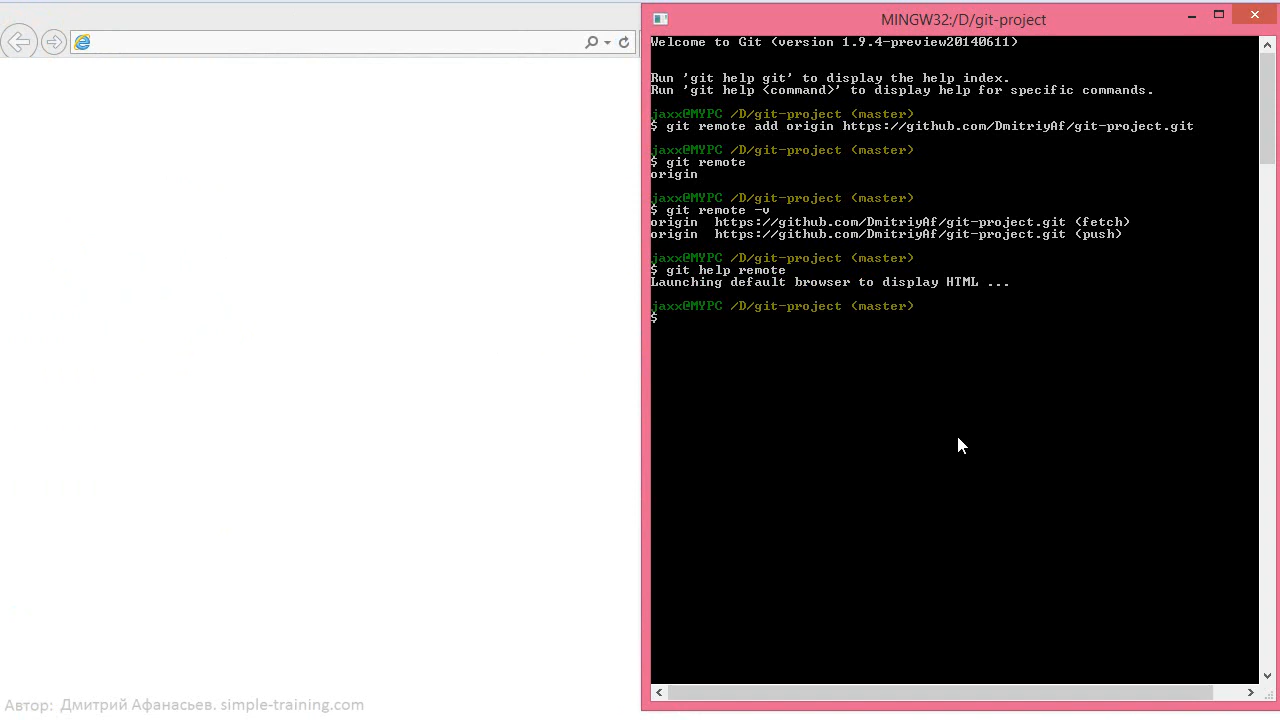 MINGW32:/D/git-project
Welcome to Git (version 1.9.4-preview20140611)
Run 'git help git' to display the help index.
Run 'git help <command>' to display help for specific commands.
jaxx@MYPC /D/git-project (master)
$ git remote add origin https://github.com/DmitriyAf/git-project.git
jaxx@MYPC /D/git-project (master)
$ git remote
origin
jaxx@MYPC /D/git-project (master)
$ git remote -v
origin  https://github.com/DmitriyAf/git-project.git (fetch)
origin  https://github.com/DmitriyAf/git-project.git (push)
jaxx@MYPC /D/git-project (master)
$ git help remote
Launching default browser to display HTML ...
jaxx@MYPC /D/git-project (master)
$
Автор: Дмитрий Афанасьев. simple-training.com